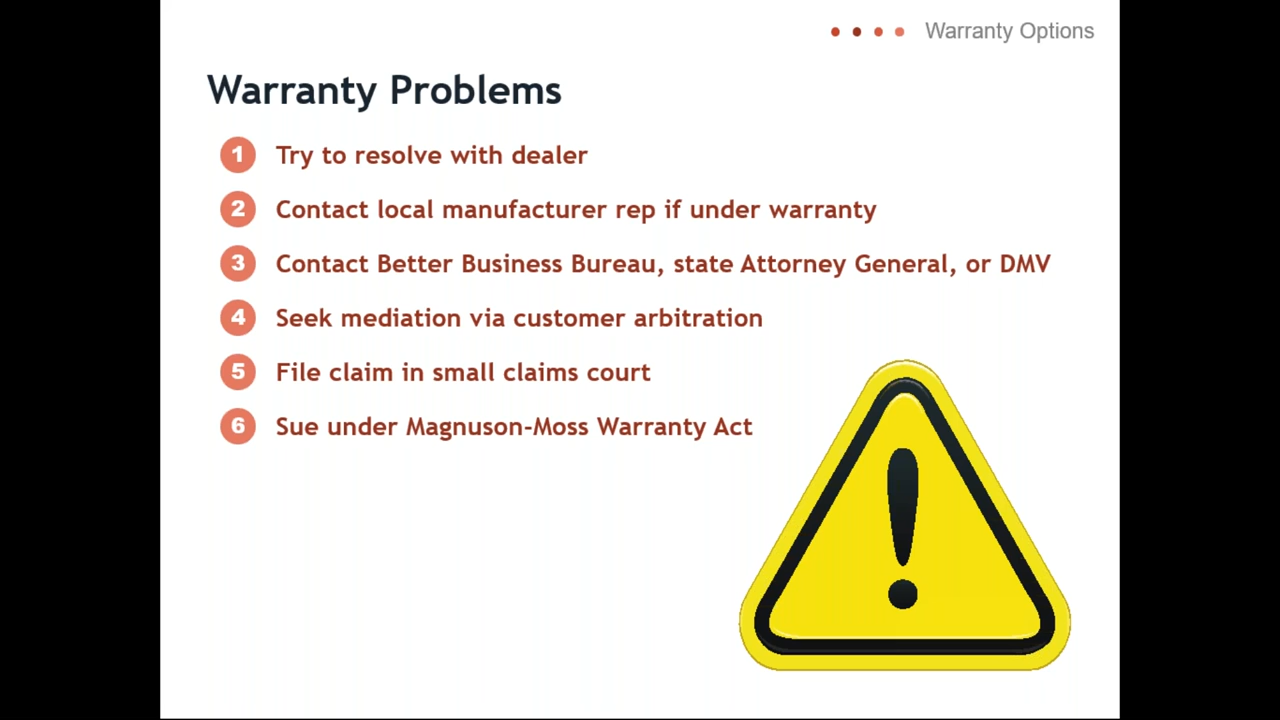 Warranty Options
Warranty Problems
1 Try to resolve with dealer
2 Contact local manufacturer rep if under warranty
3 Contact Better Business Bureau, state Attorney General, or DMV
4 Seek mediation via customer arbitration
5 File claim in small claims court
6 Sue under Magnuson-Moss Warranty Act
!